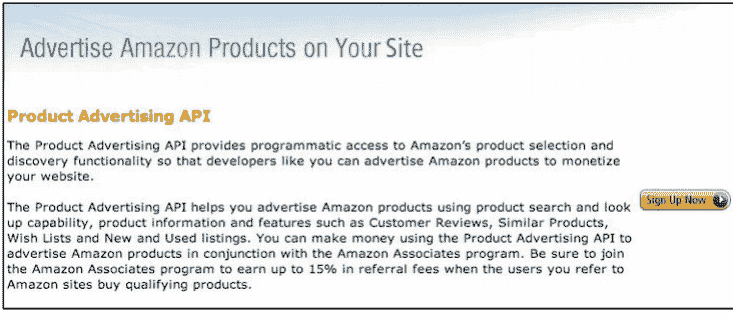 Advertise Amazon Products on Your Site
Product Advertising API
The Product Advertising API provides programmatic access to Amazon's product selection and
discovery functionality so that developers like you can advertise Amazon products to monetize
your website.
The Product Advertising API helps you advertise Amazon products using product search and look
up capability, product information and features such as Customer Reviews, Similar Products,
Wish Lists and New and Used listings. You can make money using the Product Advertising API to
advertise Amazon products in conjunction with the Amazon Associates program. Be sure to join
the Amazon Associates program to earn up to 15% in referral fees when the users you refer to
Amazon sites buy qualifying products.
Sign Up Now